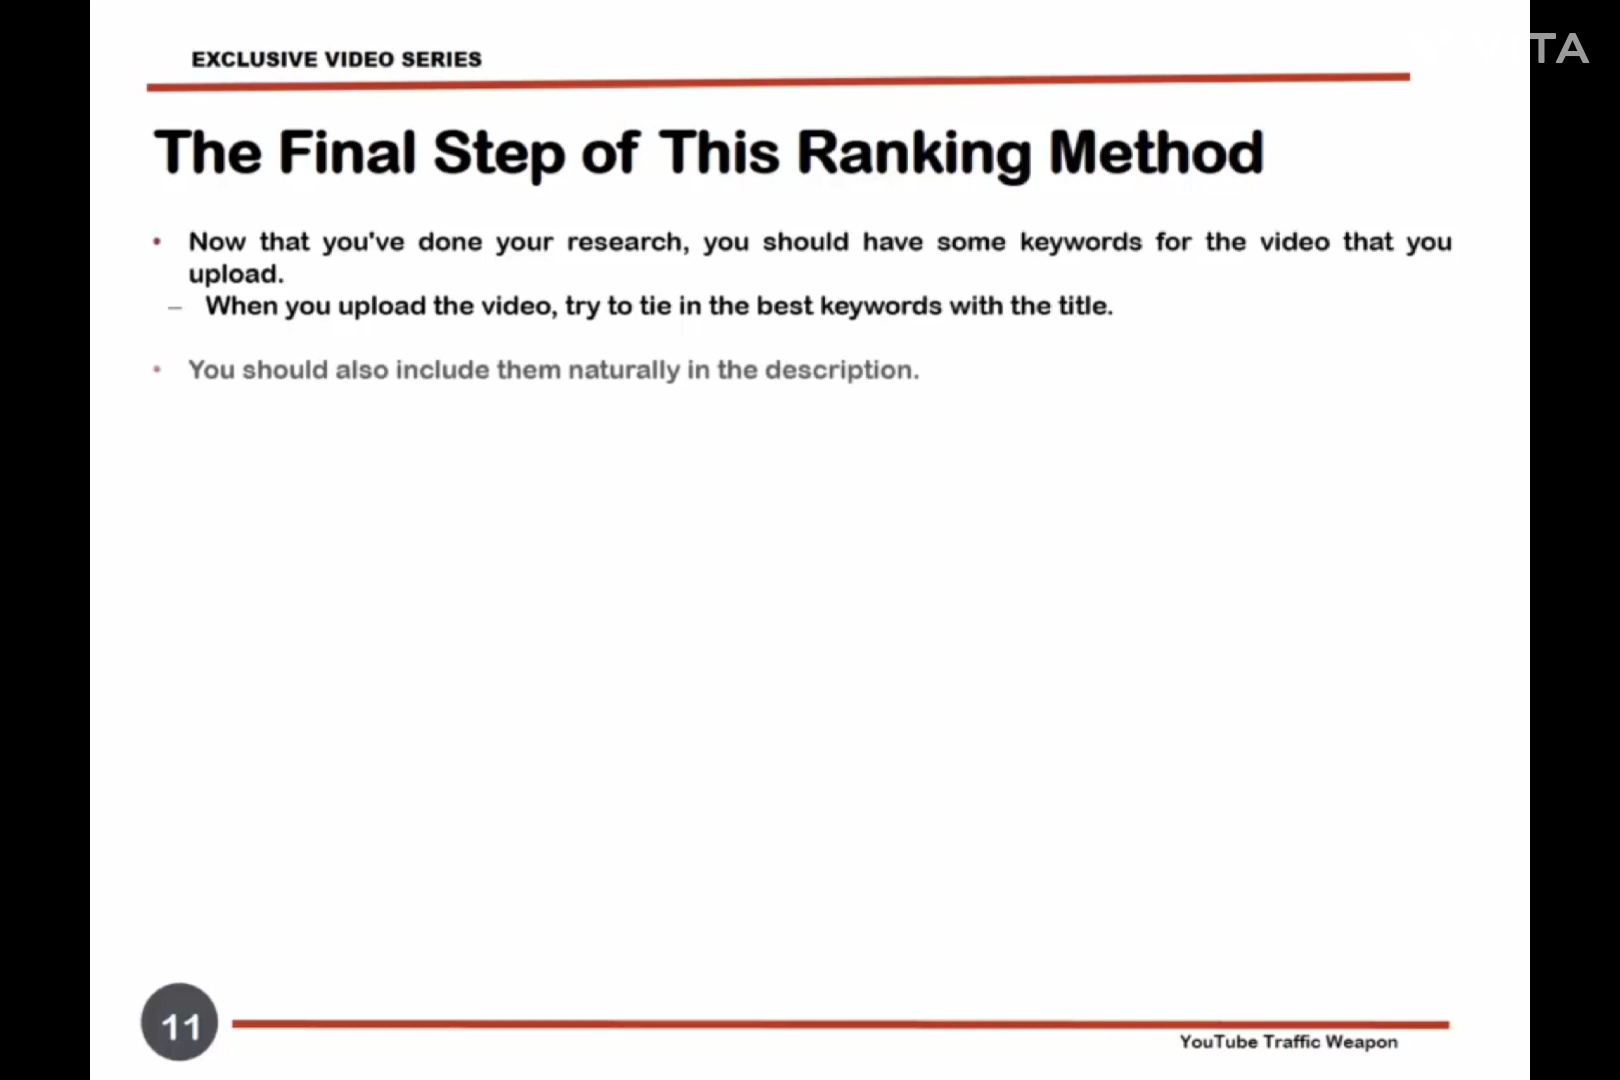 EXCLUSIVE VIDEO SERIES
The Final Step of This Ranking Method
• Now that you've done your research, you should have some keywords for the video that you
upload.
– When you upload the video, try to tie in the best keywords with the title.
• You should also include them naturally in the description.
11
YouTube Traffic Weapon